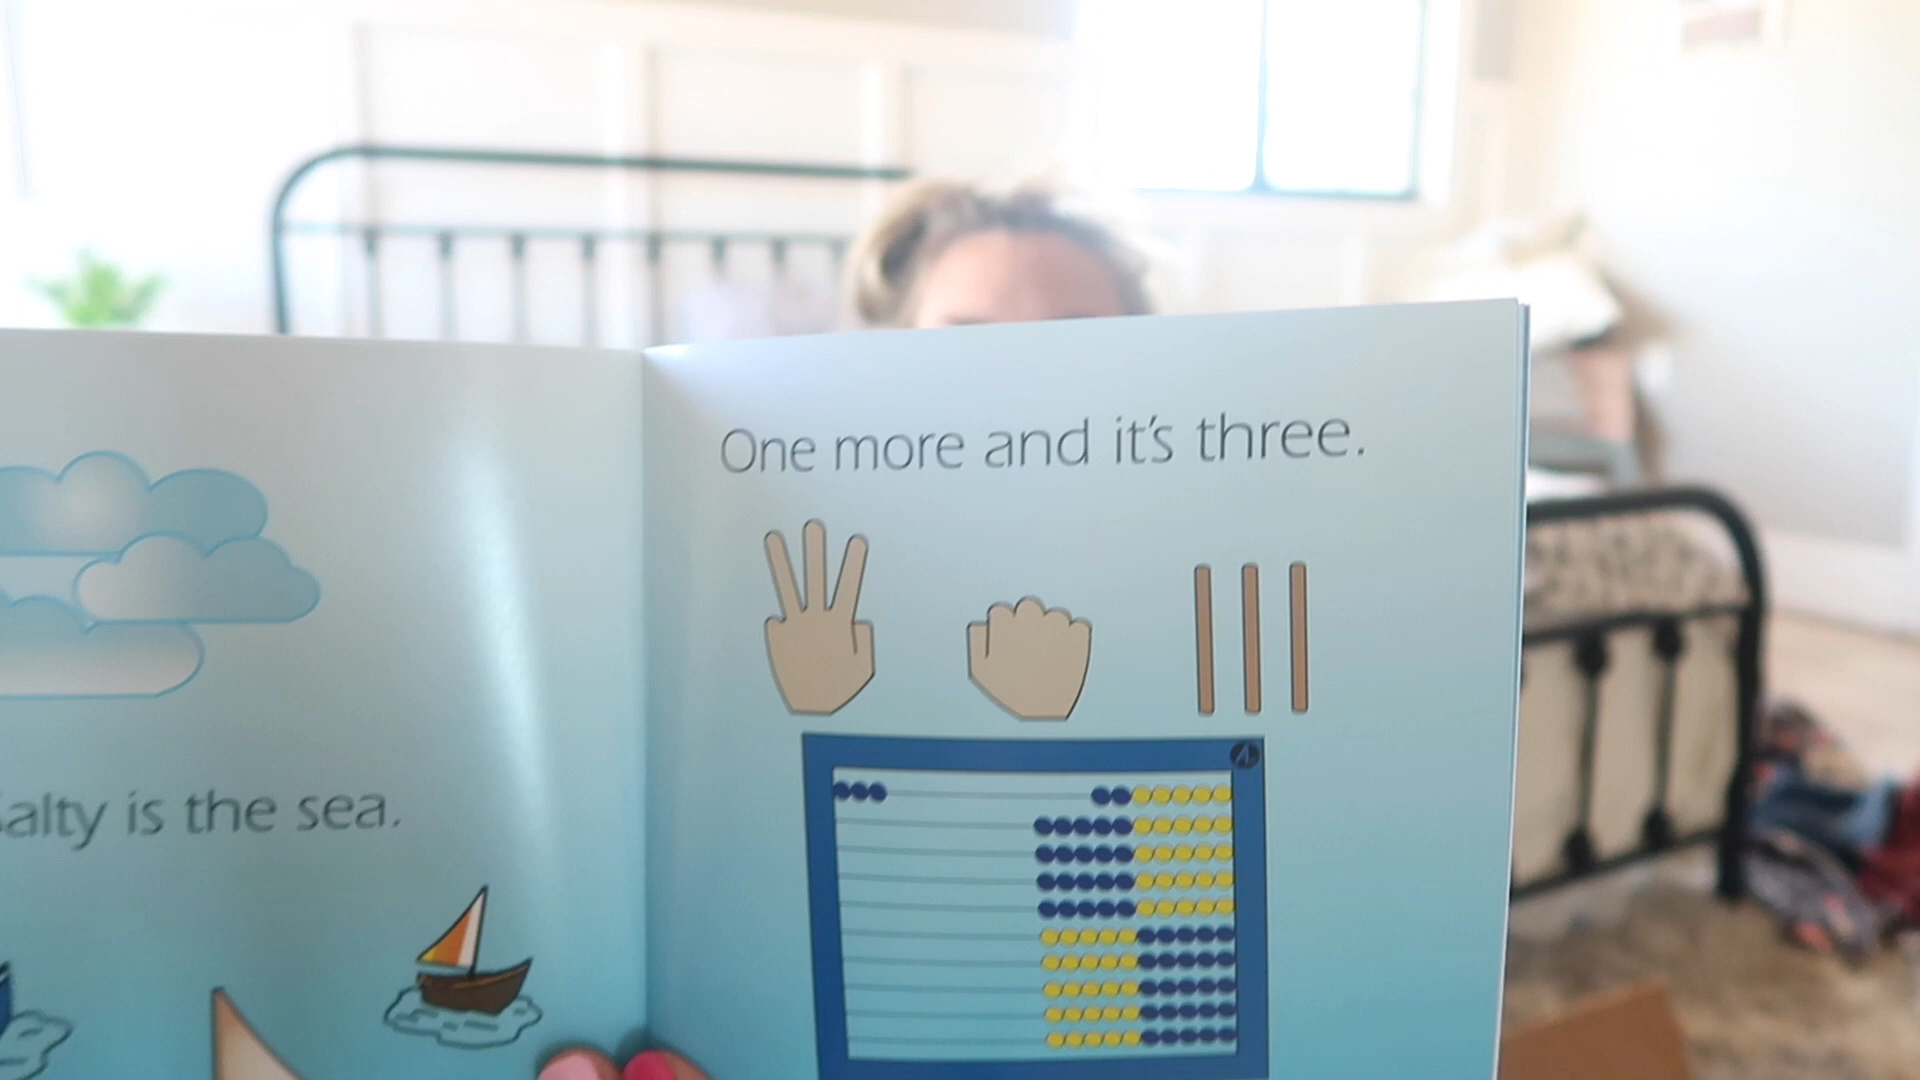 alty is the sea.
One more and it's three.